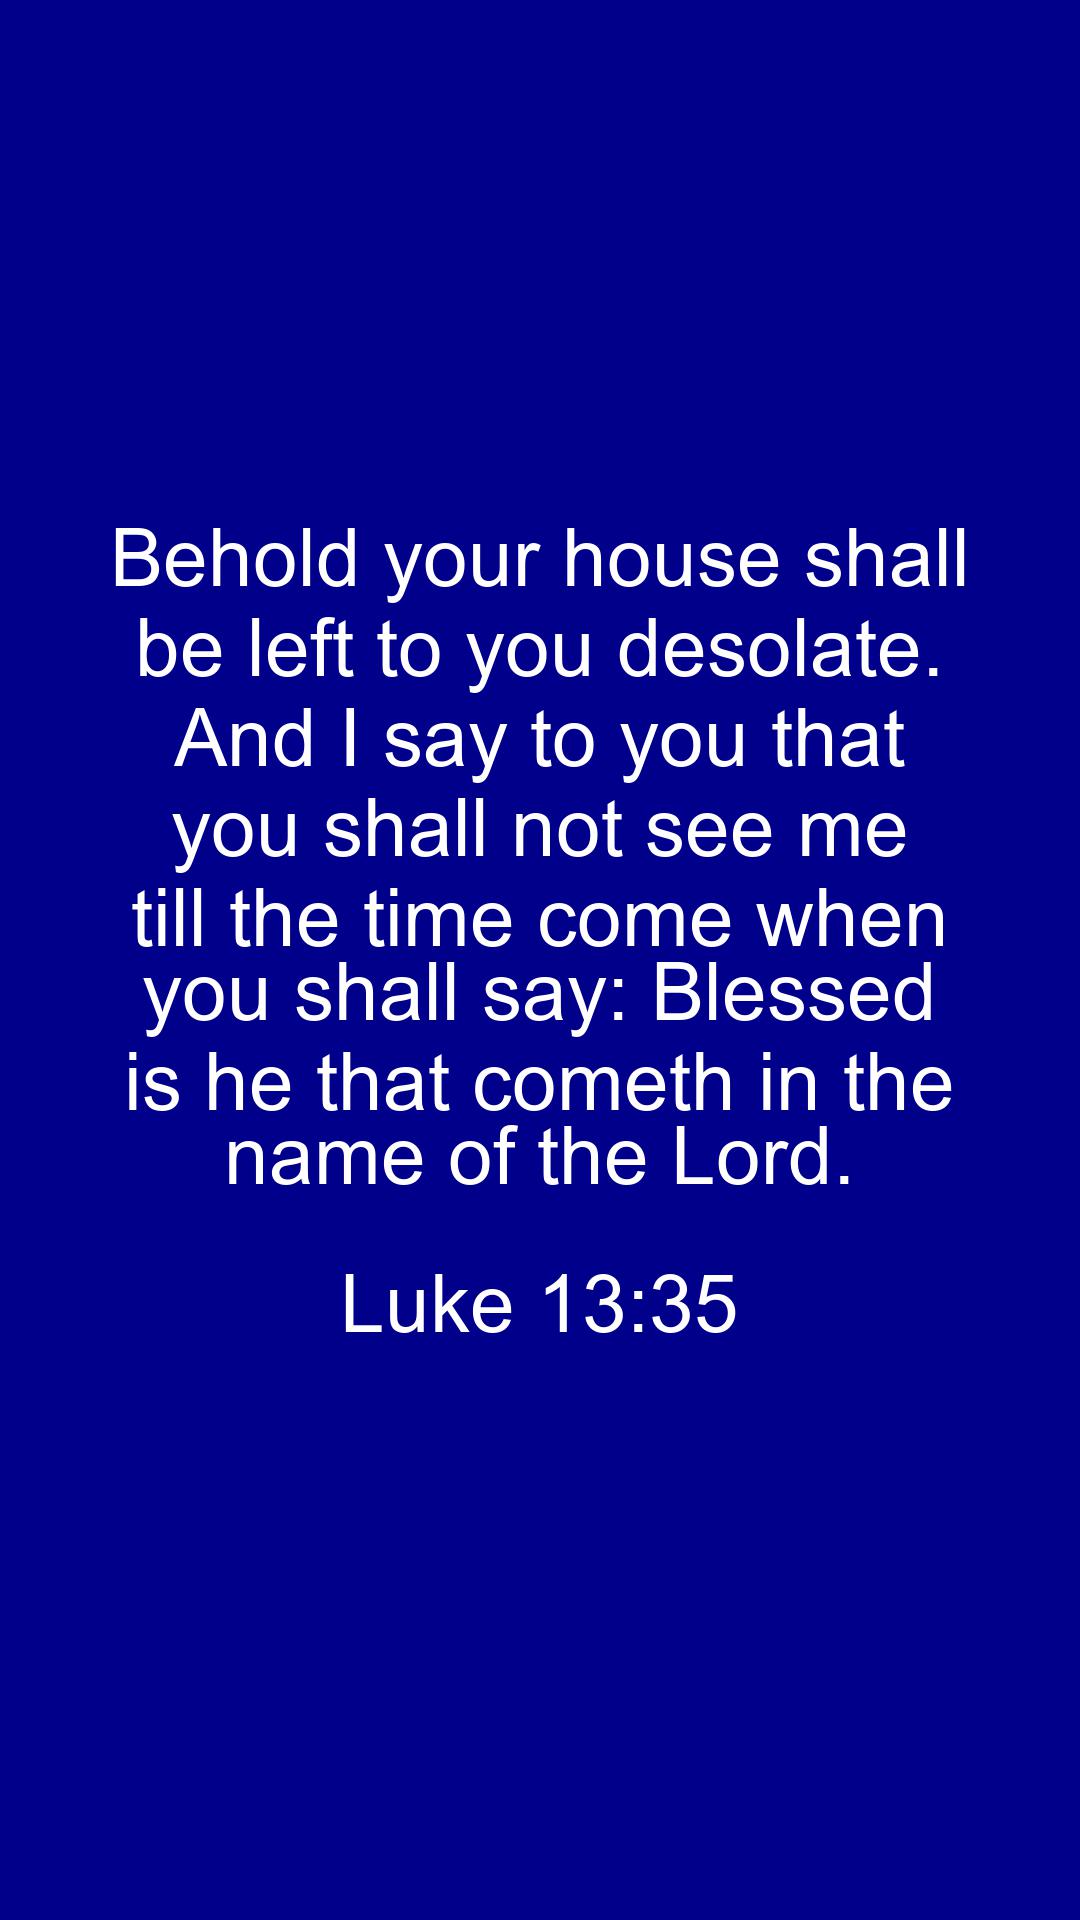 Behold your house shall
be left to you desolate.
And I say to you that
you shall not see me
till the time come when
you shall say: Blessed
is he that cometh in the
name of the Lord.
Luke 13:35